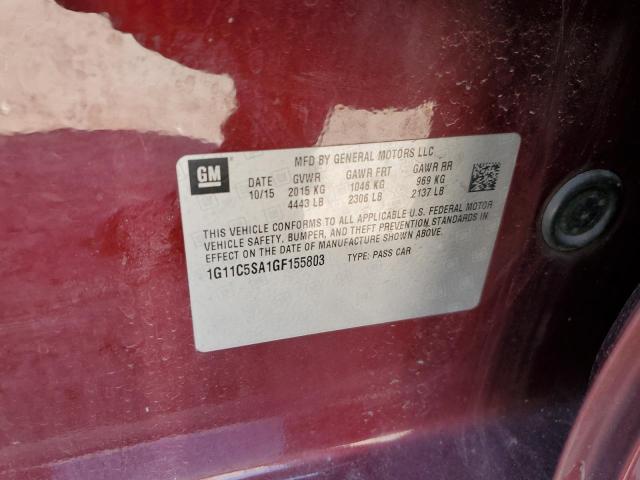 GM
MFD BY GENERAL MOTORS LLC
DATE GVWR GAWR FRT GAWR RR
10/15 2015 KG 1046 KG 969 KG
4443 LB 2306 LB 2137 LB
THIS VEHICLE CONFORMS TO ALL APPLICABLE U.S. FEDERAL MOTOR
VEHICLE SAFETY, BUMPER, AND THEFT PREVENTION STANDARDS IN
EFFECT ON THE DATE OF MANUFACTURE SHOWN ABOVE.
1G11C5SA1GF155803 TYPE: PASS CAR